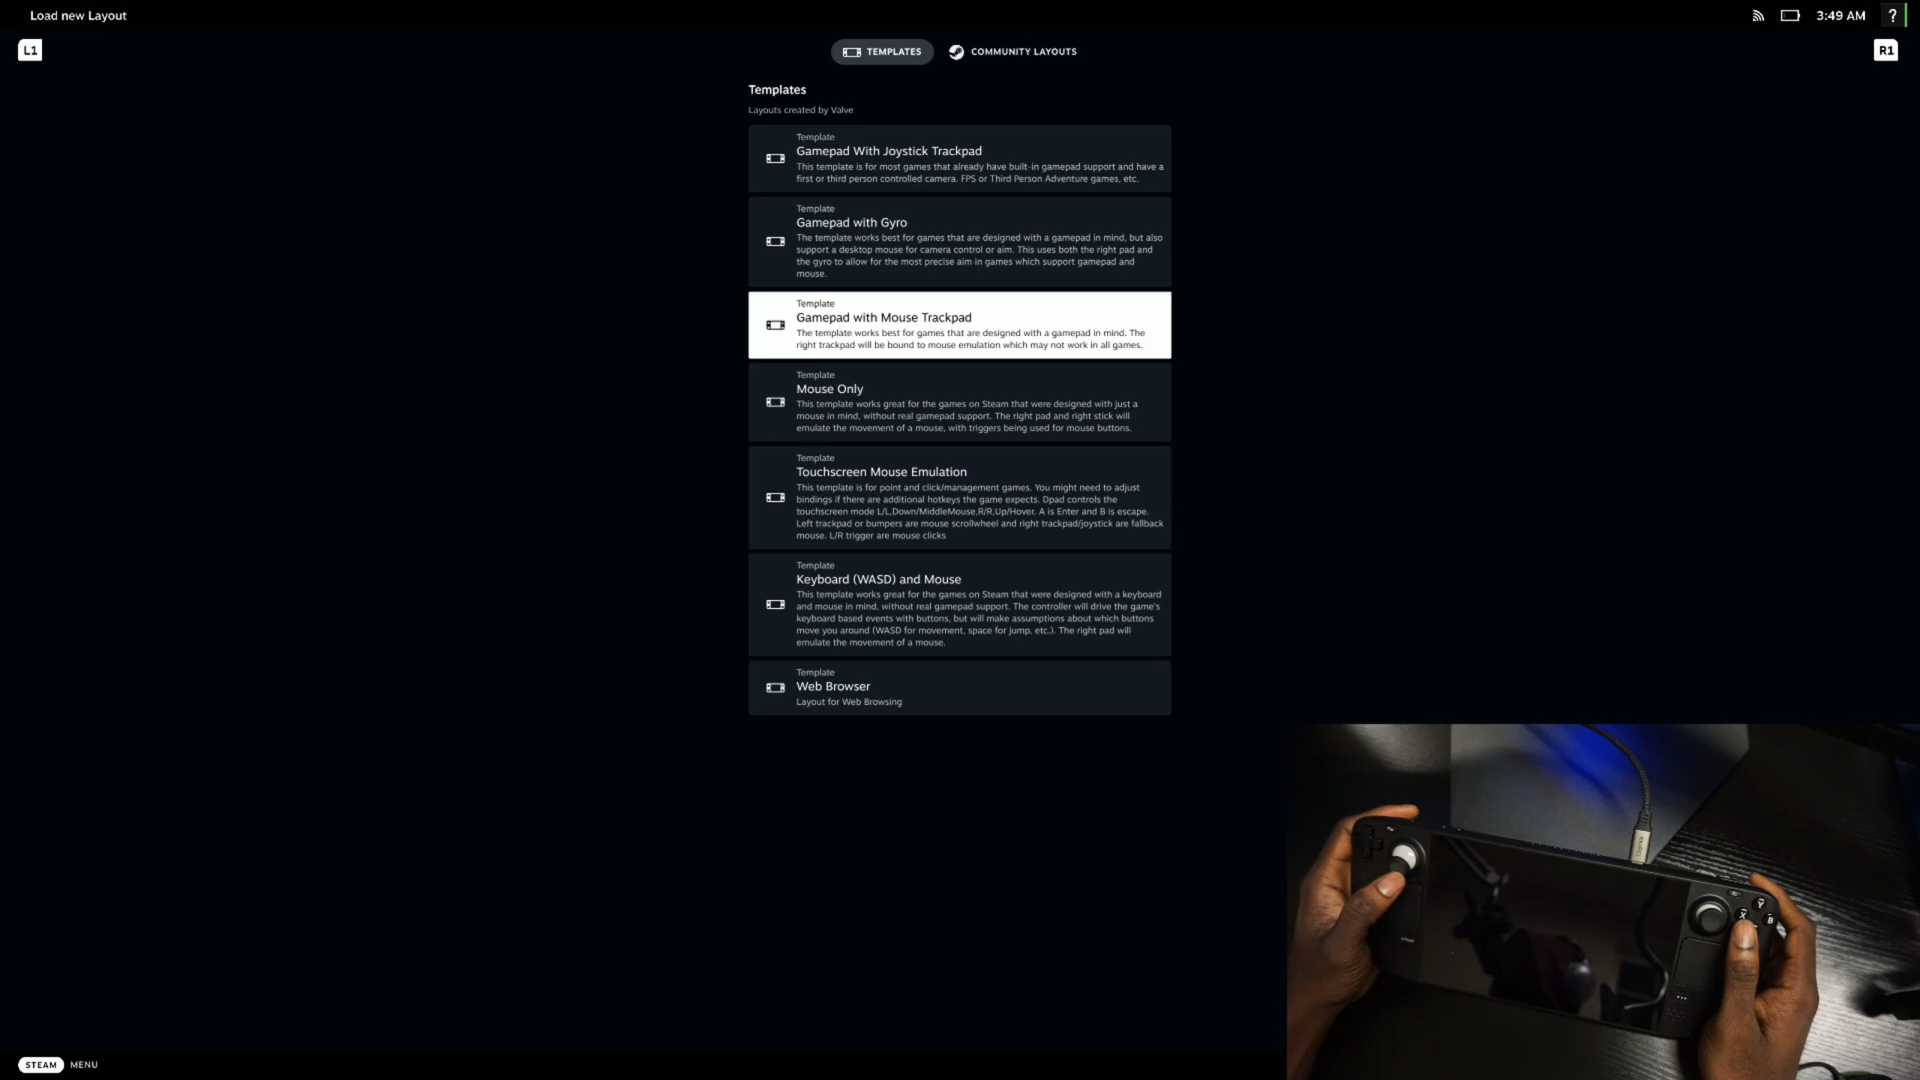 Load new Layout
3:49 AM
?
L1
TEMPLATES
COMMUNITY LAYOUTS
R1
Templates
Layouts created by Valve
Template
Gamepad With Joystick Trackpad
This template is for most games that already have built-in gamepad support and have a
first or third person controlled camera. FPS or Third Person Adventure games, etc.
Template
Gamepad with Gyro
The template works best for games that are designed with a gamepad in mind, but also
support a desktop mouse for camera control or aim. This uses both the right pad and
the gyro to allow for the most precise aim in games which support gamepad and
mouse.
Template
Gamepad with Mouse Trackpad
The template works best for games that are designed with a gamepad in mind. The
right trackpad will be bound to mouse emulation which may not work in all games.
Template
Mouse Only
This template works great for the games on Steam that were designed with just a
mouse in mind, without real gamepad support. The right pad and right stick will
emulate the movement of a mouse, with triggers being used for mouse buttons.
Template
Touchscreen Mouse Emulation
This template is for point and click/management games. You might need to adjust
bindings if there are additional hotkeys the game expects. Dpad controls the
touchscreen mode L/L.Down/MiddleMouse,R/R.Up/Hover. A is Enter and B is escape.
Left trackpad or bumpers are mouse scrollwheel and right trackpad/joystick are fallback
mouse. L/R trigger are mouse clicks
Template
Keyboard (WASD) and Mouse
This template works great for the games on Steam that were designed with a keyboard
and mouse in mind, without real gamepad support. The controller will drive the game's
keyboard based events with buttons, but will make assumptions about which buttons
move you around (WASD for movement, space for jump, etc.). The right pad will
emulate the movement of a mouse.
Template
Web Browser
Layout for Web Browsing
Y
X
B
STEAM
MENU